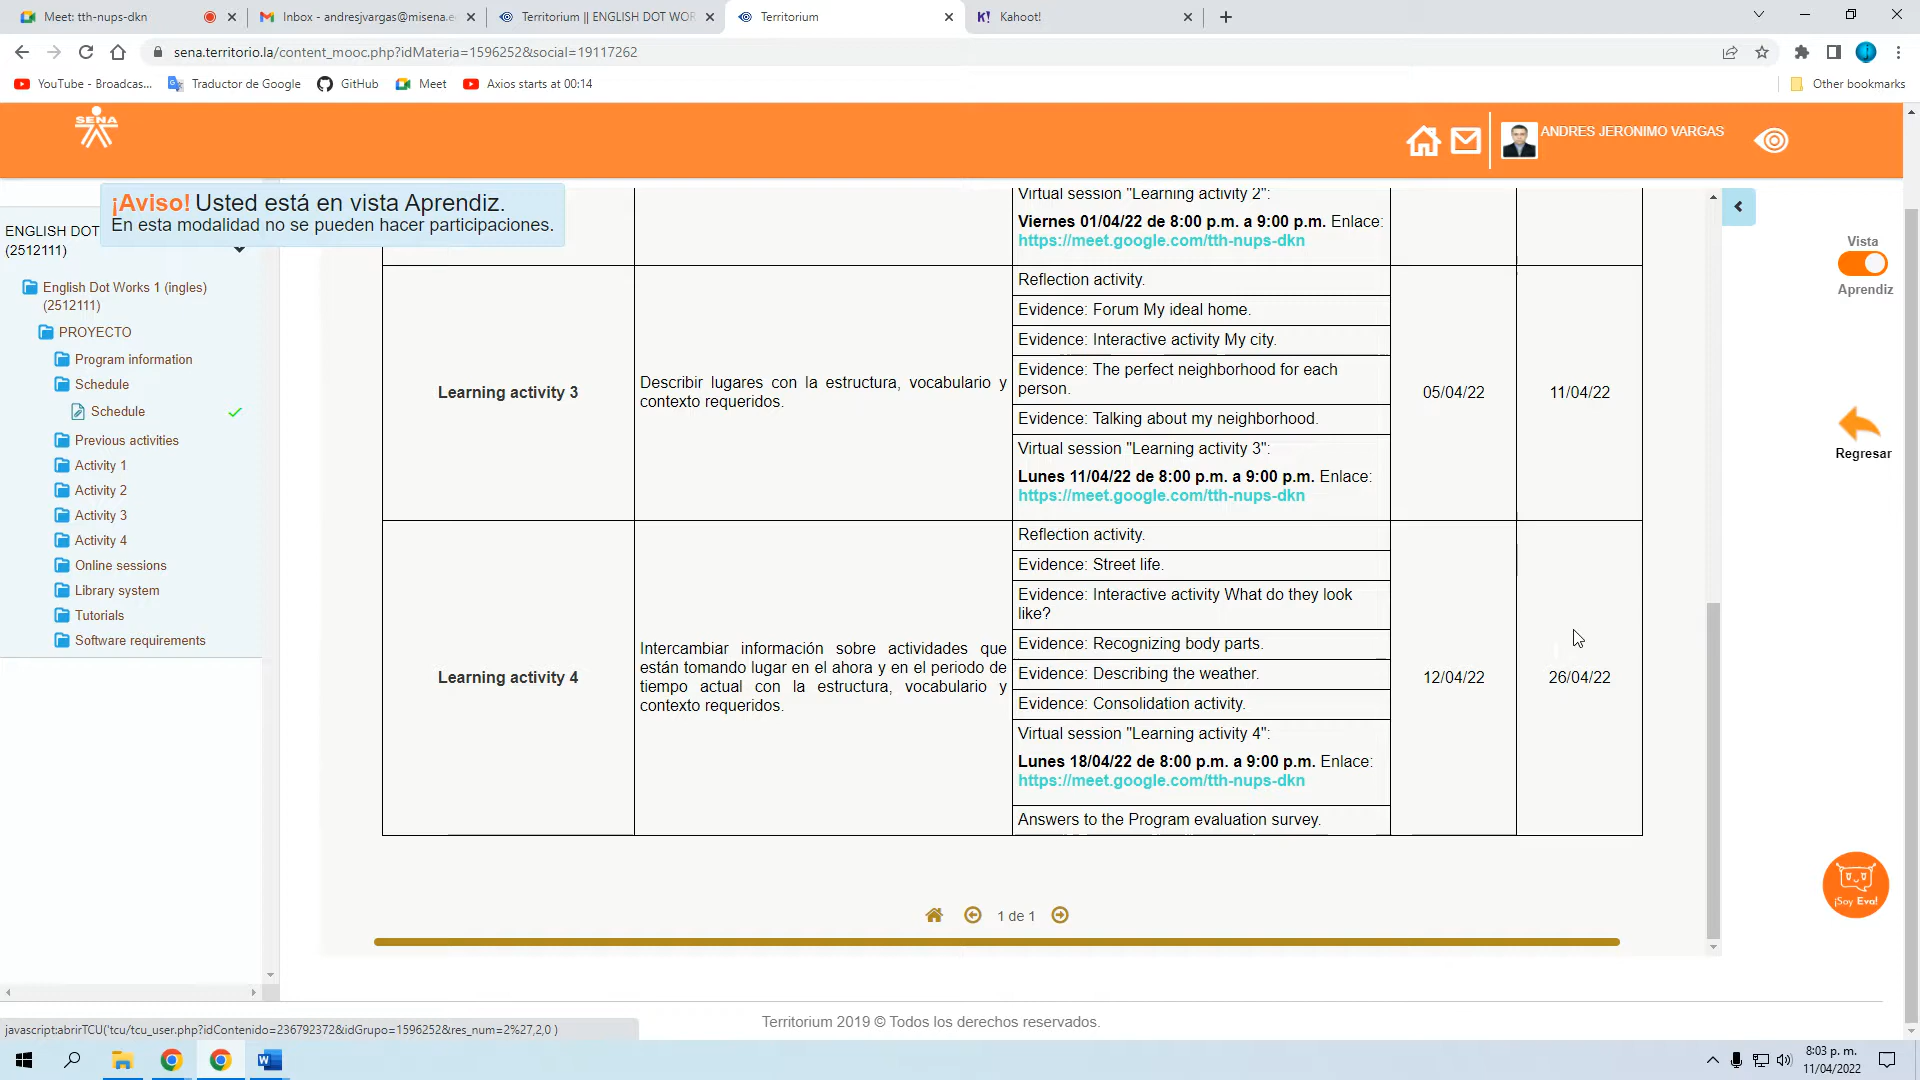 Meet: tth-nups-dkn
Inbox - andresjvargas@misena.e
Territorium || ENGLISH DOT WOR
Territorium
Kahoot!
sena.territorio.la/content_mooc.php?idMateria=1596252&social=19117262
YouTube - Broadcas...
Traductor de Google
GitHub
Meet
Axios starts at 00:14
Other bookmarks
SENA
ANDRES JERONIMO VARGAS
¡Aviso! Usted está en vista Aprendiz.
En esta modalidad no se pueden hacer participaciones.
ENGLISH DOT
(2512111)
English Dot Works 1 (ingles)
(2512111)
PROYECTO
Program information
Schedule
Schedule
Previous activities
Activity 1
Activity 2
Activity 3
Activity 4
Online sessions
Library system
Tutorials
Software requirements
Virtual session "Learning activity 2":
Viernes 01/04/22 de 8:00 p.m. a 9:00 p.m. Enlace:
https://meet.google.com/tth-nups-dkn
Learning activity 3
Describir lugares con la estructura, vocabulario y
contexto requeridos.
Reflection activity.
Evidence: Forum My ideal home.
Evidence: Interactive activity My city.
Evidence: The perfect neighborhood for each
person.
Evidence: Talking about my neighborhood.
Virtual session "Learning activity 3":
Lunes 11/04/22 de 8:00 p.m. a 9:00 p.m. Enlace:
https://meet.google.com/tth-nups-dkn
05/04/22
11/04/22
Learning activity 4
Intercambiar información sobre actividades que
están tomando lugar en el ahora y en el periodo de
tiempo actual con la estructura, vocabulario y
contexto requeridos.
Reflection activity.
Evidence: Street life.
Evidence: Interactive activity What do they look
like?
Evidence: Recognizing body parts.
Evidence: Describing the weather.
Evidence: Consolidation activity.
Virtual session "Learning activity 4":
Lunes 18/04/22 de 8:00 p.m. a 9:00 p.m. Enlace:
https://meet.google.com/tth-nups-dkn
Answers to the Program evaluation survey.
12/04/22
26/04/22
Vista
Aprendiz
Regresar
¡Soy Eva!
1 de 1
Territorium 2019 © Todos los derechos reservados.
javascript:abrirTCU('tcu/tcu_user.php?idContenido=236792372&idGrupo=1596252&res_num=2%27,2,0 )
8:03 p. m.
11/04/2022